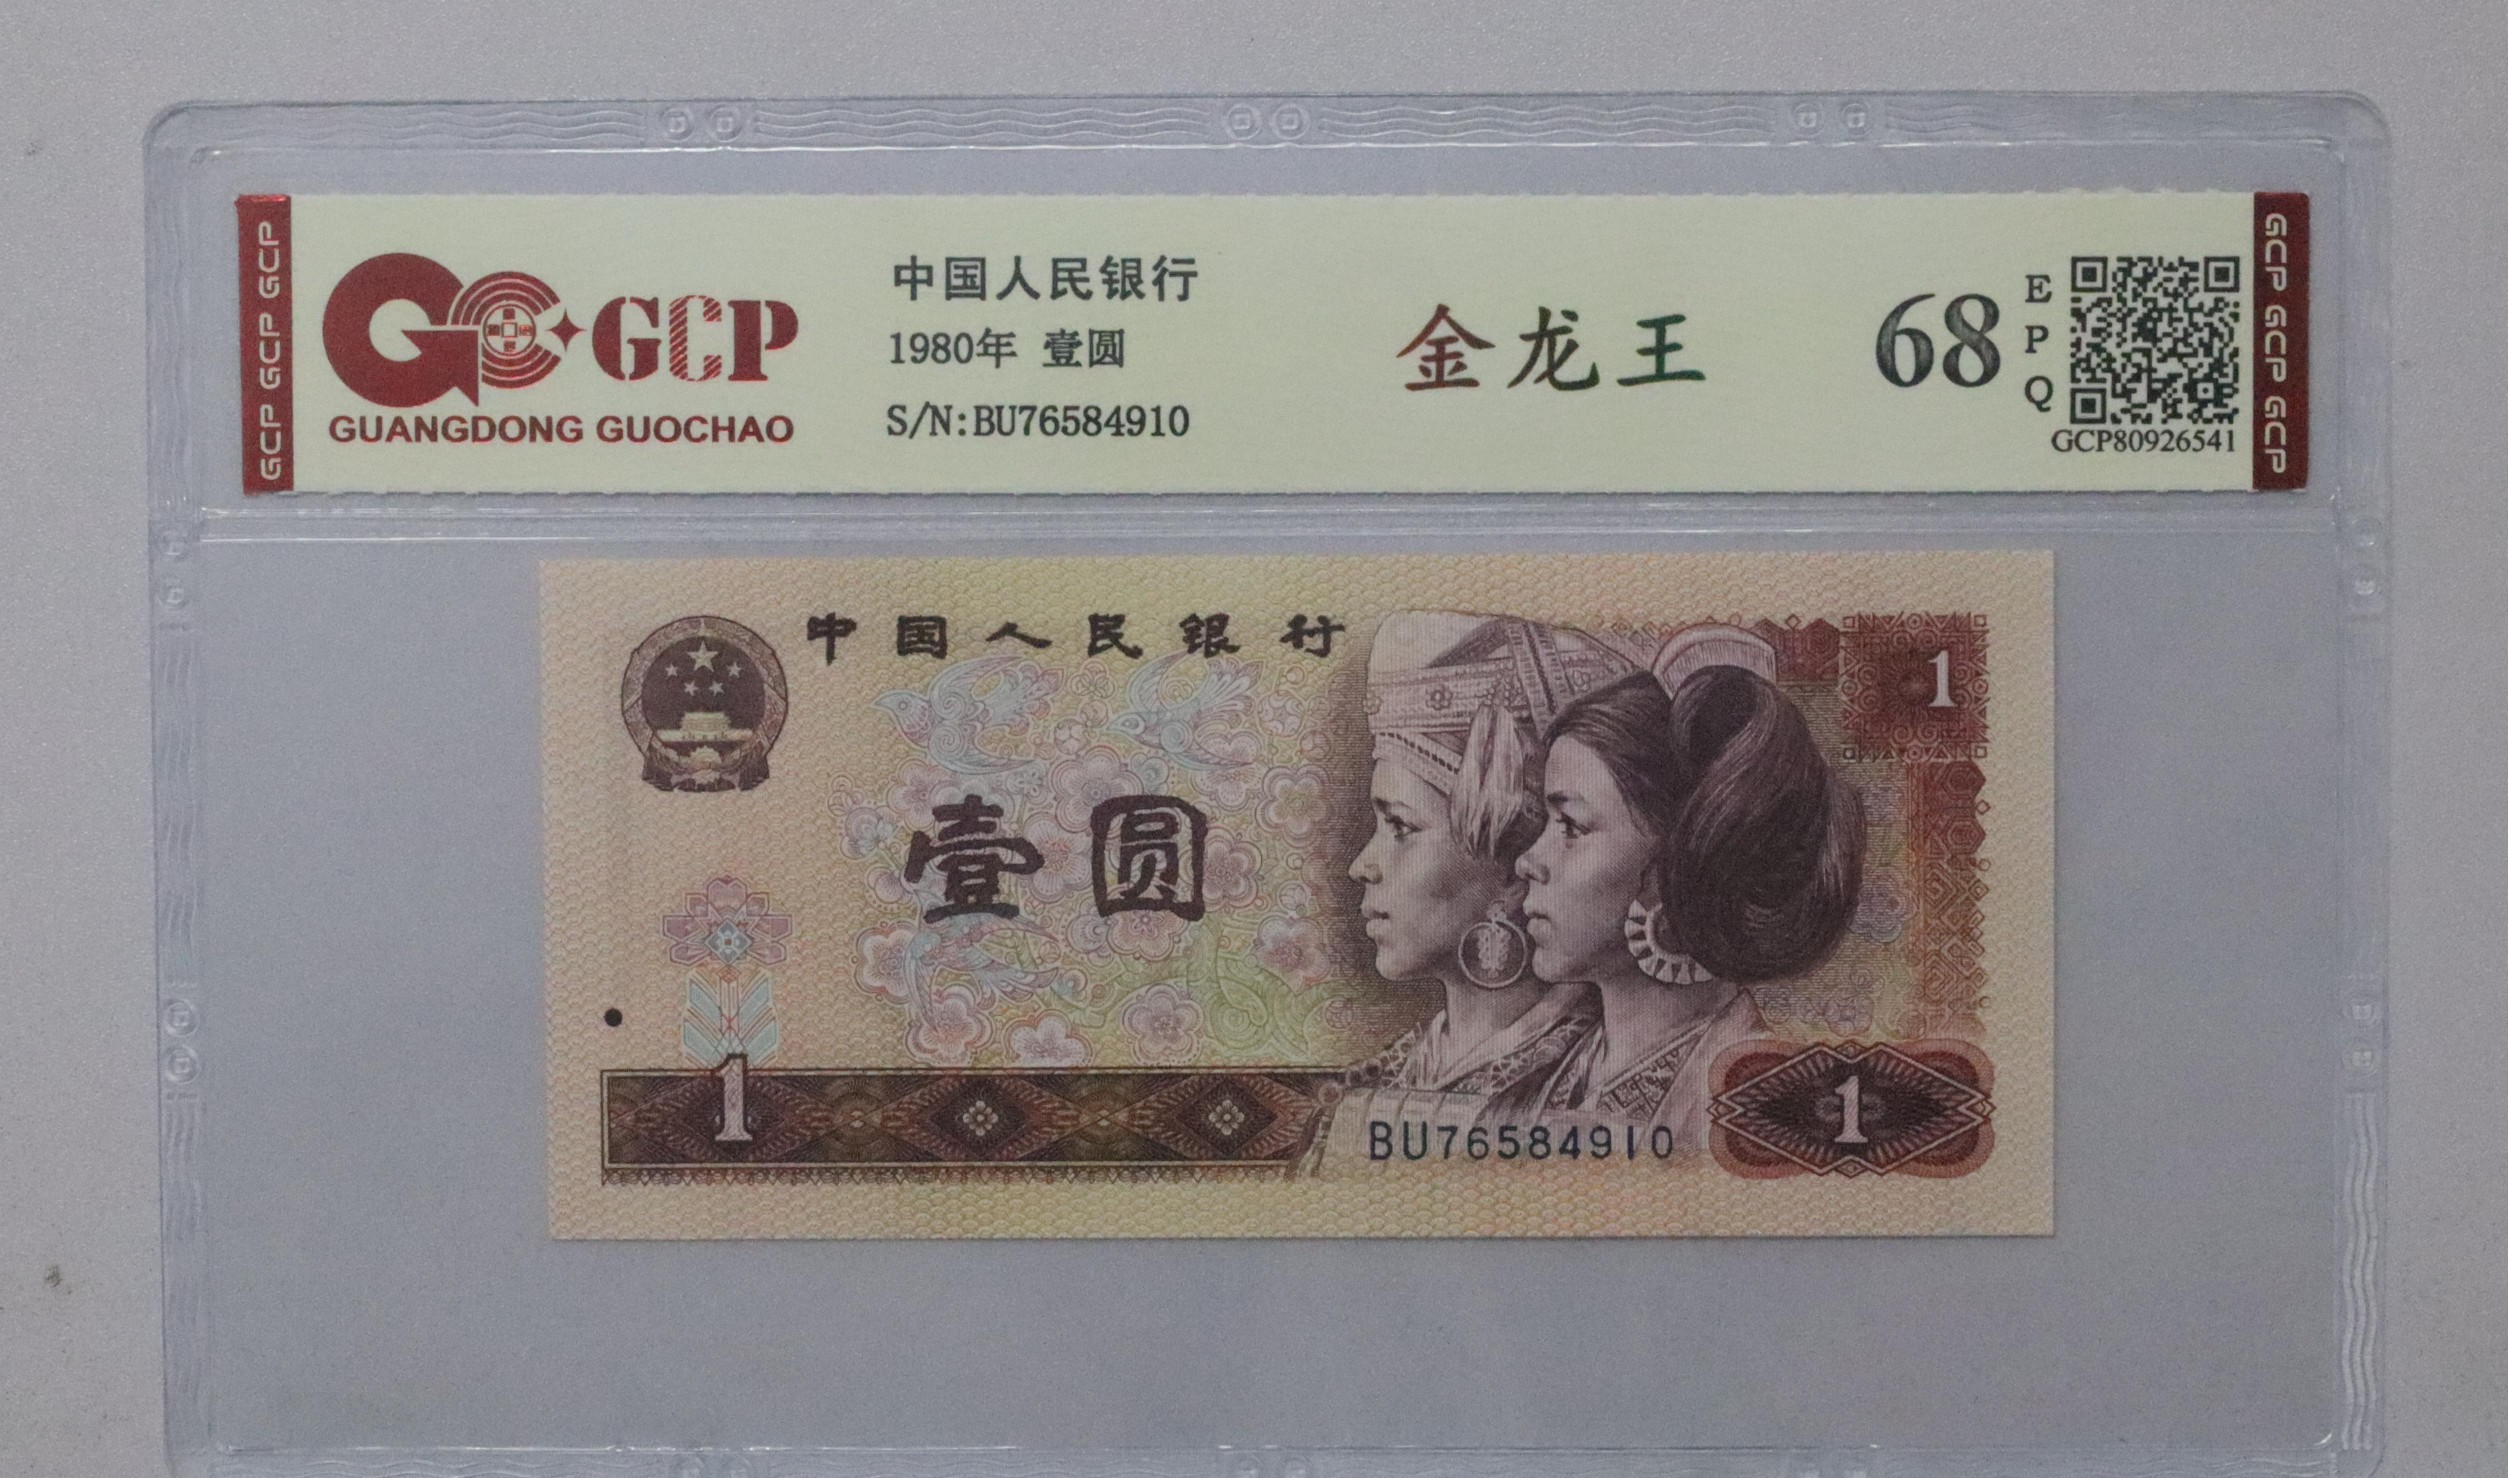 GCP GCP GCP
GCP
GUANGDONG GUOCHAO
中国人民银行
1980年 壹圆
S/N:BU76584910
金龙王
68
EPQ
GCP80926541
GCP GCP GCP
中国人民银行
1
壹圆
1
BU76584910
1